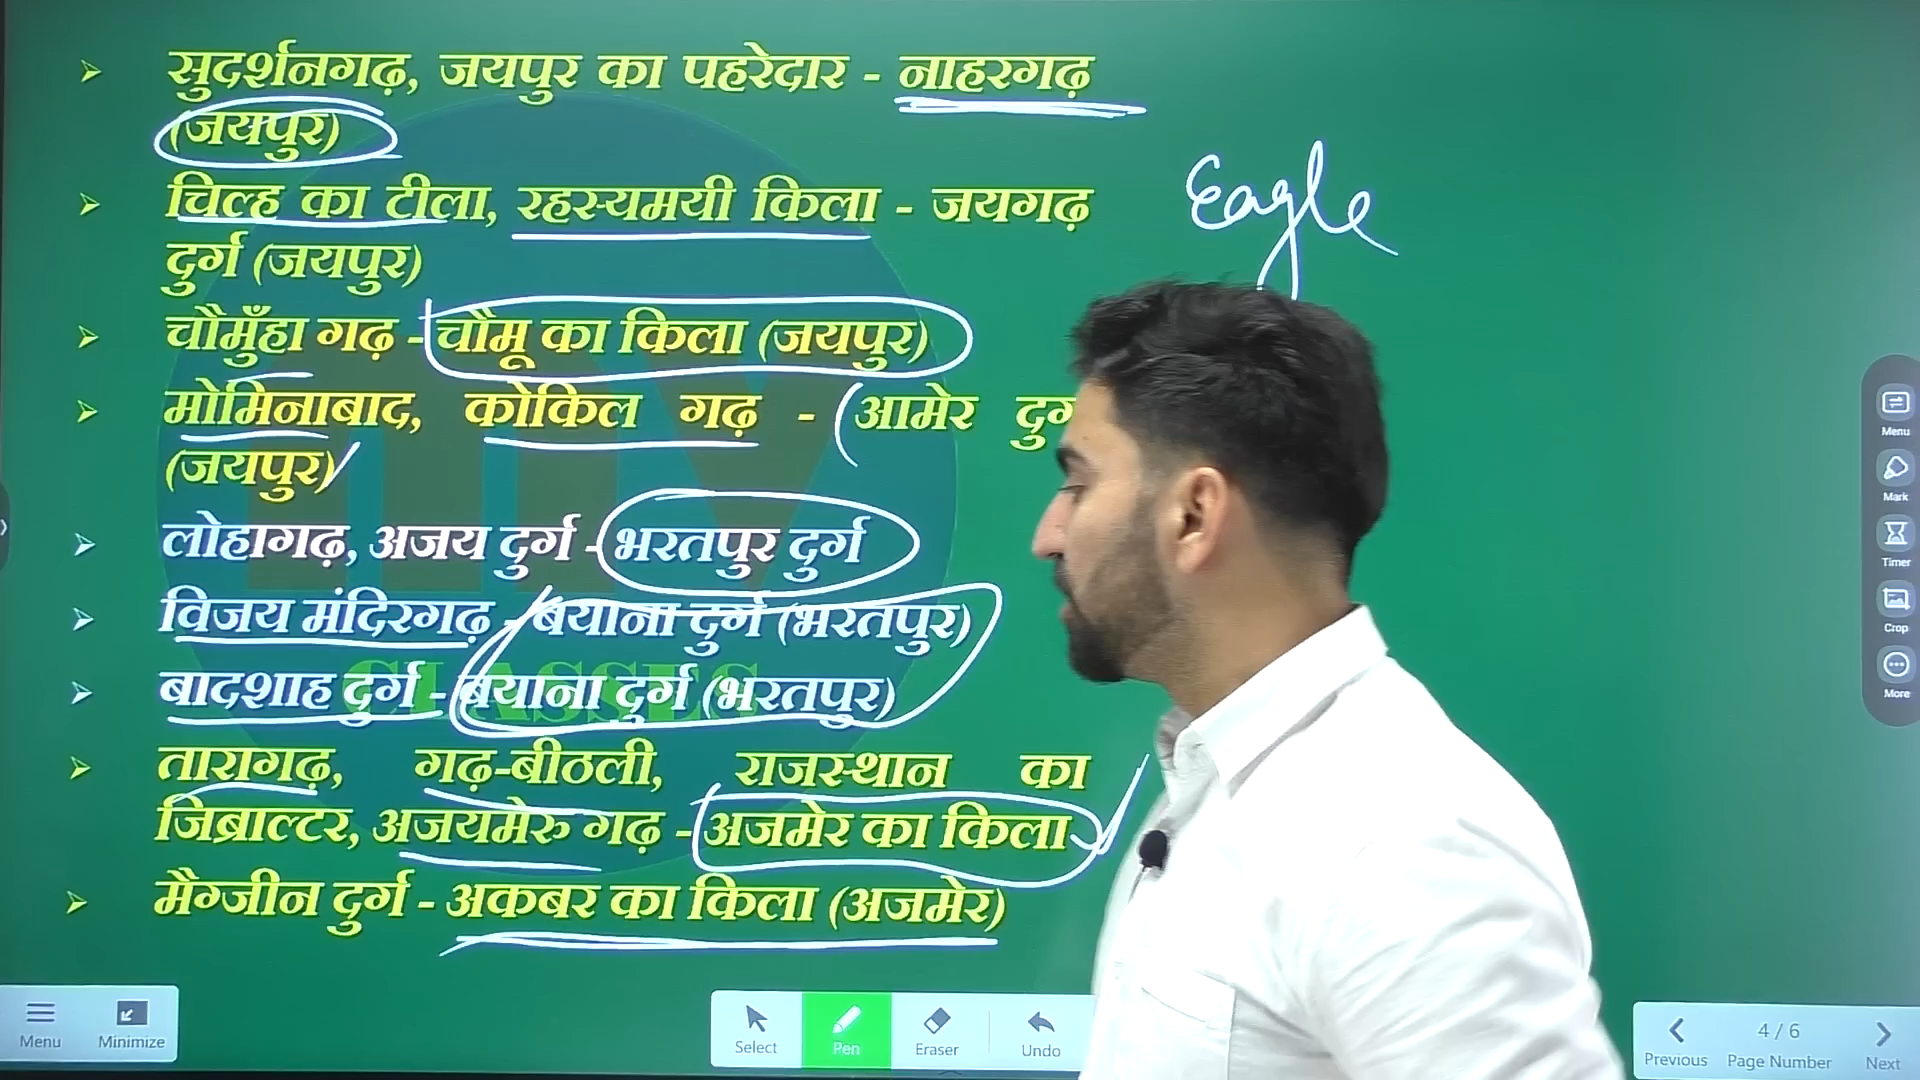 सुदर्शनगढ़, जयपुर का पहरेदार - नाहरगढ़
(जयपुर)
चिल्ह का टीला, रहस्यमयी किला - जयगढ़
Eagle
दुर्ग (जयपुर)
चौमुँहा गढ़ - चौमू का किला (जयपुर)
मोमिनाबाद, कोकिल गढ़ - (आमेर
(जयपुर)
लोहागढ़, अजय दुर्ग - भरतपुर दुर्ग
विजय मंदिरगढ़ - बयाना दुर्ग (भरतपुर)
बादशाह दुर्ग - बयाना दुर्ग (भरतपुर)
CLASSES
तारागढ़, गढ़-बीठली, राजस्थान का
जिब्राल्टर, अजयमेरु गढ़ - अजमेर का किला
मैग्जीन दुर्ग - अकबर का किला (अजमेर)
Menu
Mark
Timer
Crop
More
Menu
Minimize
Select
Pen
Eraser
Undo
4 / 6
Previous
Page Number
Next